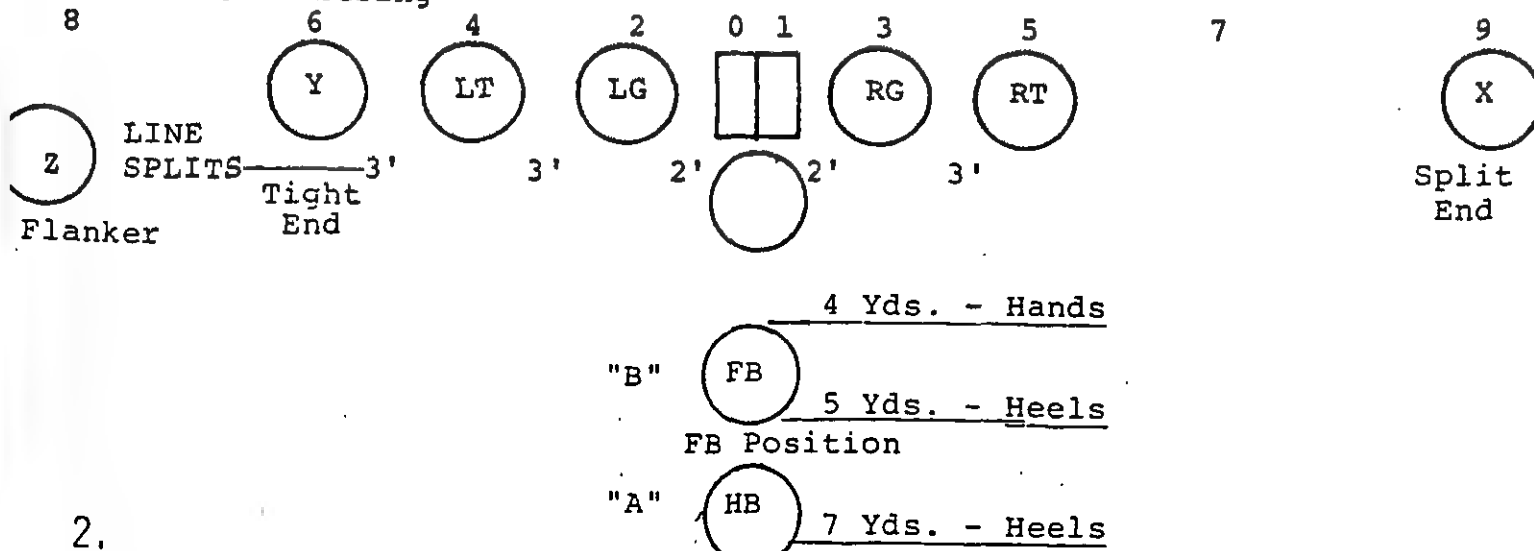 8 6 4 2 0 1 3 5 7 9
Y LT LG RG RT X
Z LINE
SPLITS 3' 3' 2' 2' 3'
Tight
End
Flanker
Split
End
4 Yds. - Hands
"B" FB
5 Yds. - Heels
FB Position
"A" HB
7 Yds. - Heels
2.